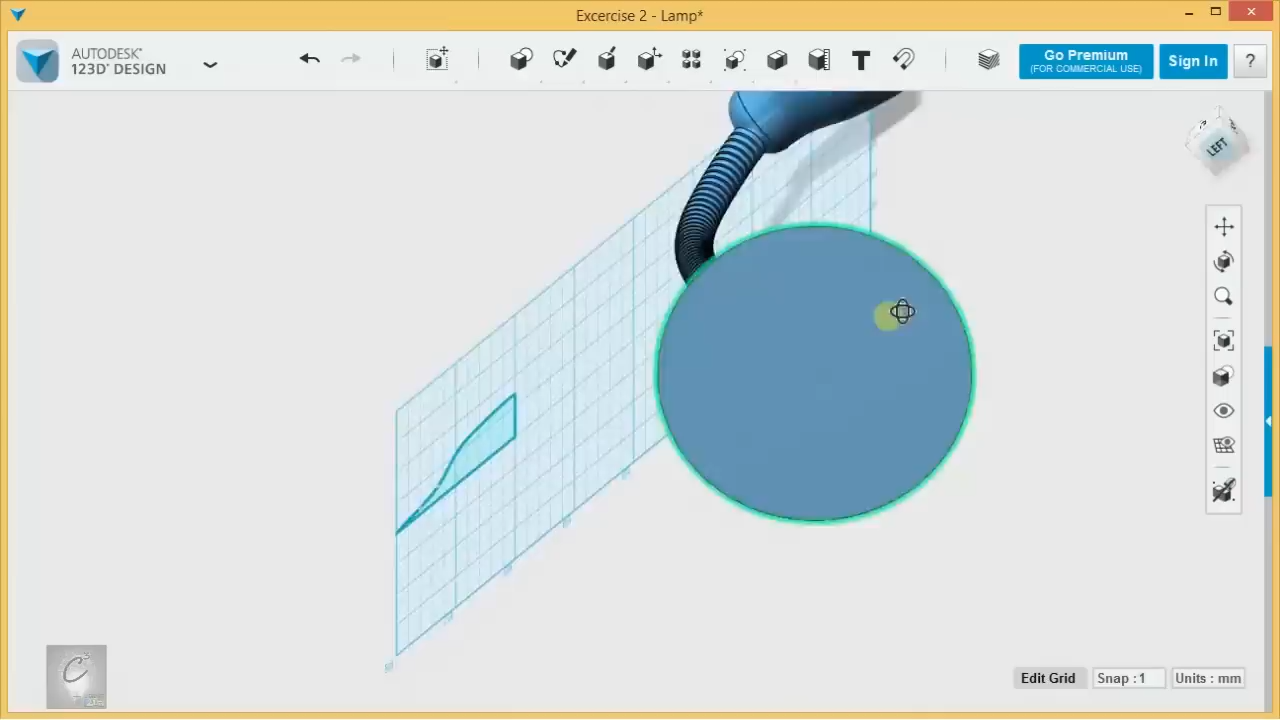 Excercise 2 - Lamp*
AUTODESK®
123D® DESIGN
T
Go Premium
(FOR COMMERCIAL USE)
Sign In
?
LEFT
Edit Grid
Snap : 1
Units : mm